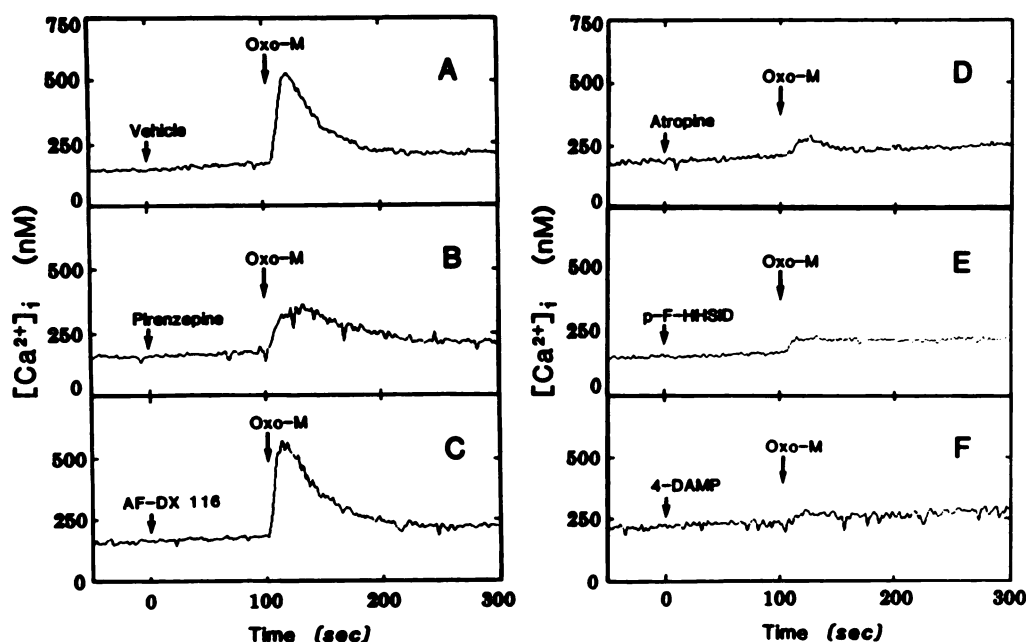 750
500
250
0
Oxo-M
Vehicle
A
500
250
0
Oxo-M
Pirenzepine
B
500
250
0
Oxo-M
AF-DX 116
C
[Ca²⁺]ᵢ (nM)
0 100 200 300
Time (sec)
750
500
250
0
Oxo-M
Atropine
D
500
250
0
Oxo-M
p-F-HHSID
E
500
250
0
Oxo-M
4-DAMP
F
[Ca²⁺]ᵢ (nM)
0 100 200 300
Time (sec)